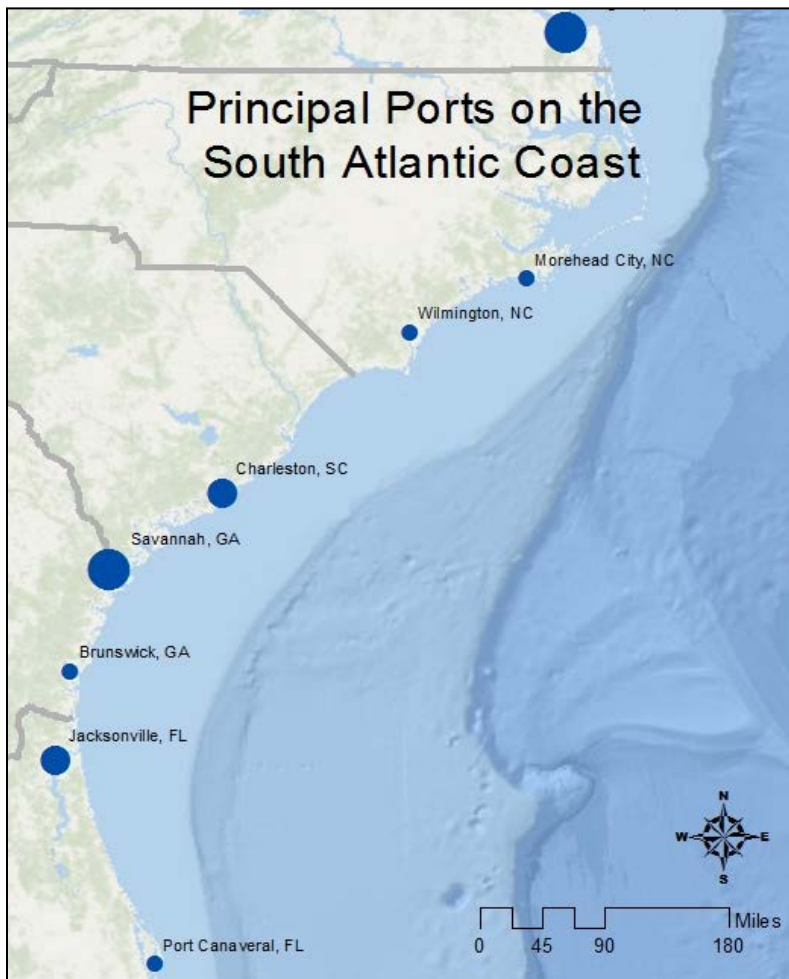 Principal Ports on the
South Atlantic Coast
Morehead City, NC
Wilmington, NC
Charleston, SC
Savannah, GA
Brunswick, GA
Jacksonville, FL
Port Canaveral, FL
N
W E
S
Miles
0 45 90 180